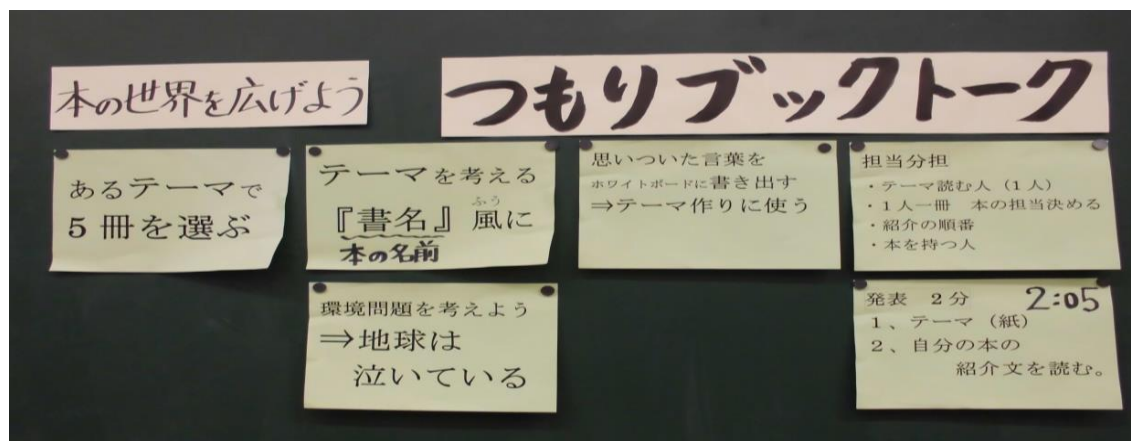 本の世界を広げよう
つもりブックトーク
あるテーマで
5冊を選ぶ
テーマを考える
ふう
『書名』風に
本の名前
環境問題を考えよう
⇒地球は
泣いている
思いついた言葉を
ホワイトボードに書き出す
⇒テーマ作りに使う
担当分担
・テーマ読む人(1人)
・1人一冊 本の担当決める
・紹介の順番
・本を持つ人
発表 2分 2:05
1、テーマ(紙)
2、自分の本の
紹介文を読む。